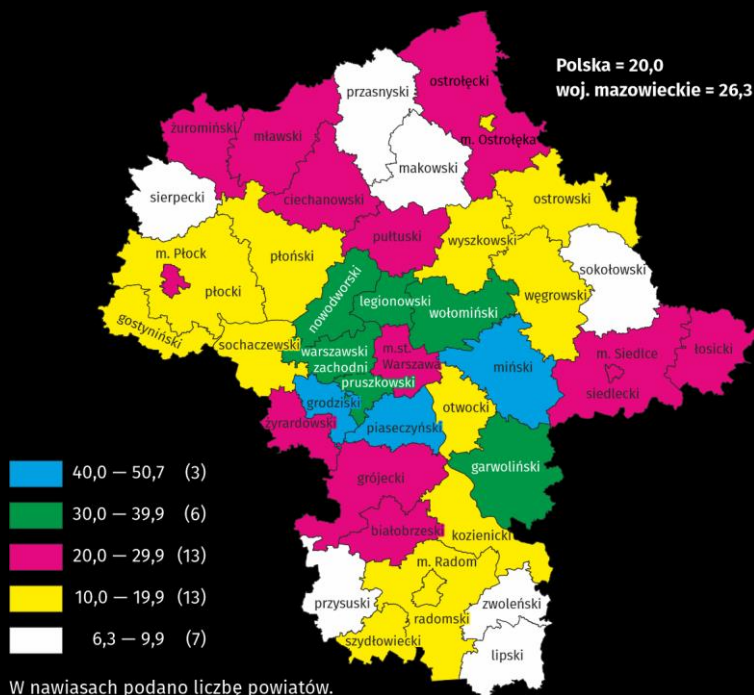 Polska = 20,0
woj. mazowieckie = 26,3
ostrołęcki
przasnyski
żuromiński
mławski
m. Ostrołęka
makowski
sierpecki
ciechanowski
ostrowski
pułtuski
wyszkowski
m. Płock
płoński
sokołowski
płocki
nowodworski
legionowski
węgrowski
wołomiński
gostyniński
sochaczewski
warszawski
zachodni
m.st.
Warszawa
m. Siedlce
łosicki
miński
pruszkowski
siedlecki
grodziski
otwocki
żyrardowski
piaseczyński
garwoliński
grójecki
białobrzeski
kozienicki
m. Radom
przysuski
zwoleński
radomski
szydłowiecki
lipski
40,0 — 50,7 (3)
30,0 — 39,9 (6)
20,0 — 29,9 (13)
10,0 — 19,9 (13)
6,3 — 9,9 (7)
W nawiasach podano liczbę powiatów.